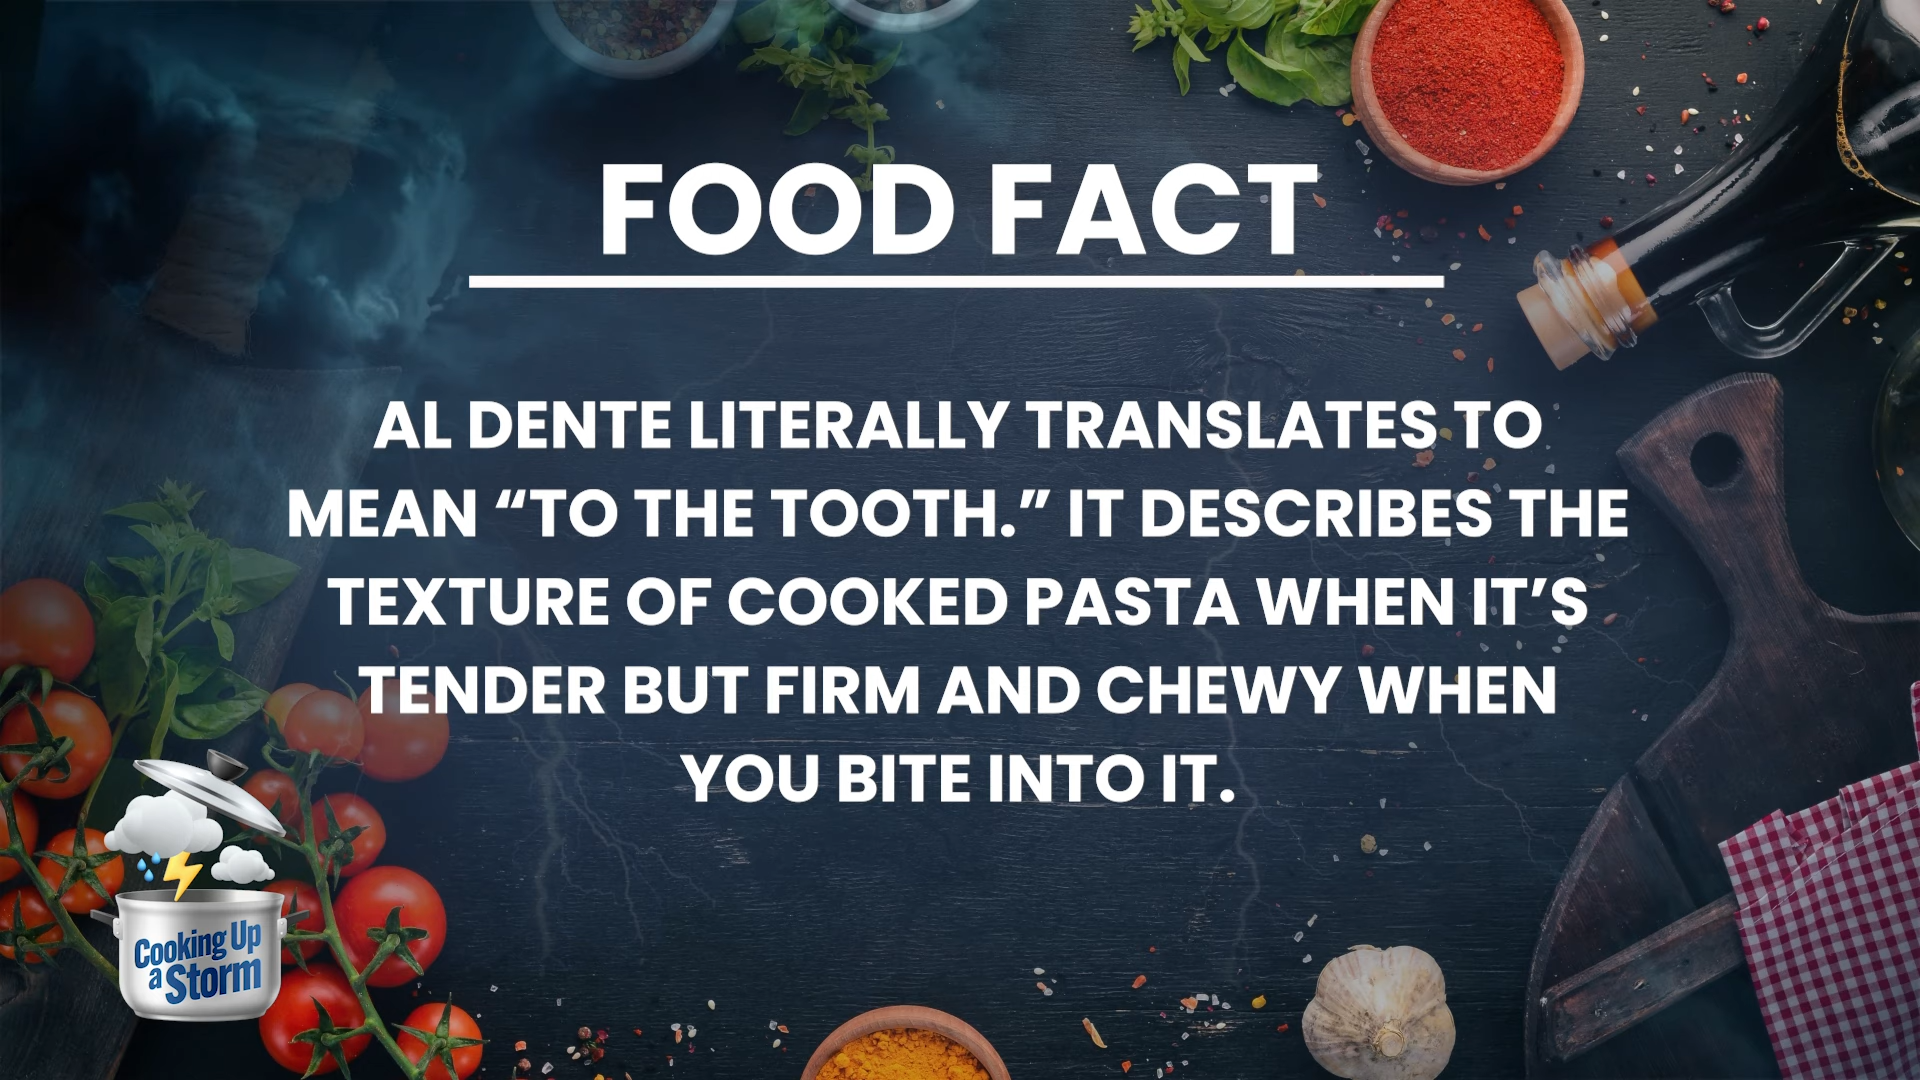 FOOD FACT
AL DENTE LITERALLY TRANSLATES TO
MEAN “TO THE TOOTH.” IT DESCRIBES THE
TEXTURE OF COOKED PASTA WHEN IT’S
TENDER BUT FIRM AND CHEWY WHEN
YOU BITE INTO IT.
Cooking Up
a Storm